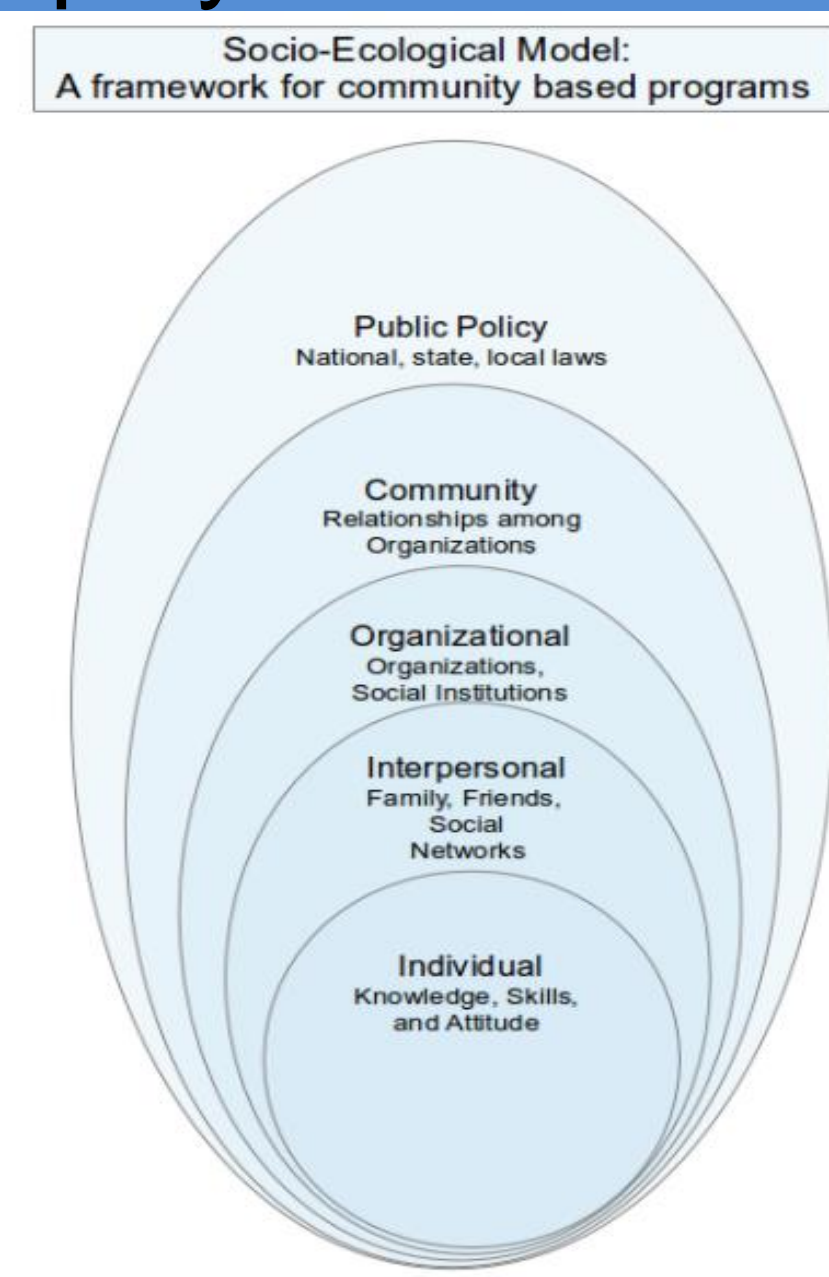 Socio-Ecological Model:
A framework for community based programs
Public Policy
National, state, local laws
Community
Relationships among
Organizations
Organizational
Organizations,
Social Institutions
Interpersonal
Family, Friends,
Social
Networks
Individual
Knowledge, Skills,
and Attitude